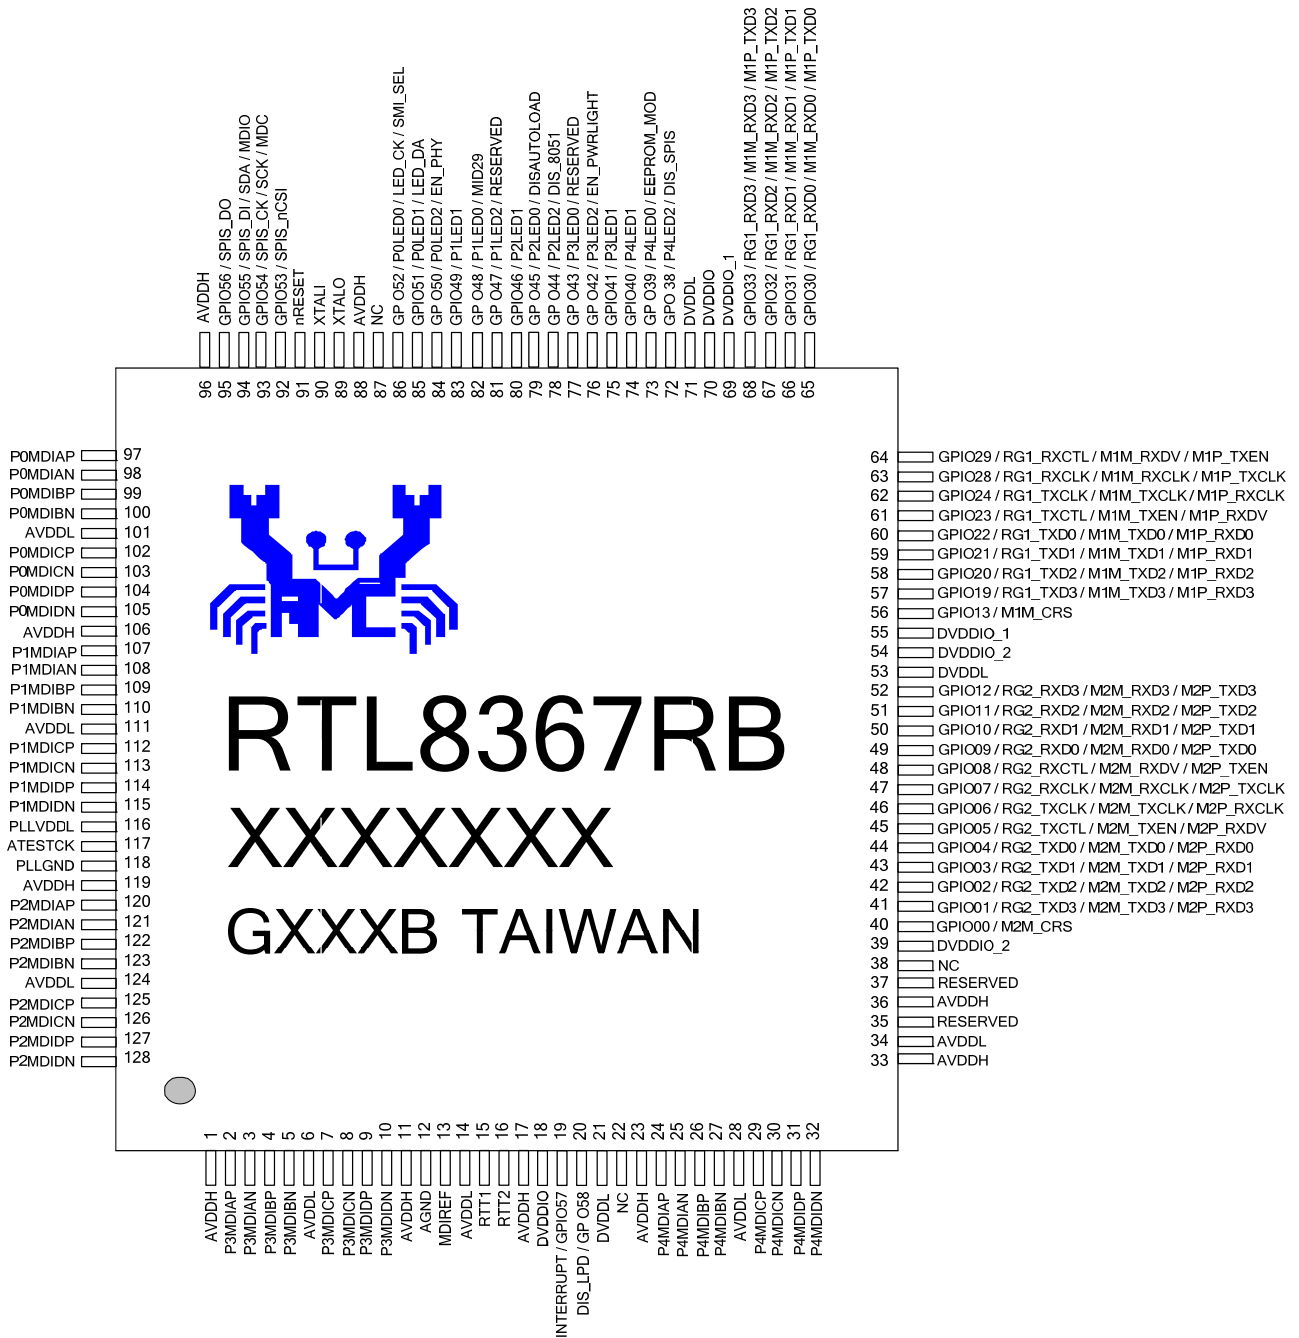 AVDDH
GPIO56 / SPIS_DO
GPIO55 / SPIS_DI / SDA / MDIO
GPIO54 / SPIS_CK / SCK / MDC
GPIO53 / SPIS_nCSI
nRESET
XTALI
XTALO
AVDDH
NC
GP O52 / P0LED0 / LED_CK / SMI_SEL
GPIO51 / P0LED1 / LED_DA
GP O50 / P0LED2 / EN_PHY
GPIO49 / P1LED1
GP O48 / P1LED0 / MID29
GP O47 / P1LED2 / RESERVED
GPIO46 / P2LED1
GP O45 / P2LED0 / DISAUTOLOAD
GP O44 / P2LED2 / DIS_8051
GP O43 / P3LED0 / RESERVED
GP O42 / P3LED2 / EN_PWRLIGHT
GPIO41 / P3LED1
GPIO40 / P4LED1
GP O39 / P4LED0 / EEPROM_MOD
GPO 38 / P4LED2 / DIS_SPIS
DVDDL
DVDDIO
DVDDIO_1
GPIO33 / RG1_RXD3 / M1M_RXD3 / M1P_TXD3
GPIO32 / RG1_RXD2 / M1M_RXD2 / M1P_TXD2
GPIO31 / RG1_RXD1 / M1M_RXD1 / M1P_TXD1
GPIO30 / RG1_RXD0 / M1M_RXD0 / M1P_TXD0
96
95
94
93
92
91
90
89
88
87
86
85
84
83
82
81
80
79
78
77
76
75
74
73
72
71
70
69
68
67
66
65
P0MDIAP 97
P0MDIAN 98
P0MDIBP 99
P0MDIBN 100
AVDDL 101
P0MDICP 102
P0MDICN 103
P0MDIDP 104
P0MDIDN 105
AVDDH 106
P1MDIAP 107
P1MDIAN 108
P1MDIBP 109
P1MDIBN 110
AVDDL 111
P1MDICP 112
P1MDICN 113
P1MDIDP 114
P1MDIDN 115
PLLVDDL 116
ATESTCK 117
PLLGND 118
AVDDH 119
P2MDIAP 120
P2MDIAN 121
P2MDIBP 122
P2MDIBN 123
AVDDL 124
P2MDICP 125
P2MDICN 126
P2MDIDP 127
P2MDIDN 128
RTL8367RB
XXXXXXX
GXXXB TAIWAN
64 GPIO29 / RG1_RXCTL / M1M_RXDV / M1P_TXEN
63 GPIO28 / RG1_RXCLK / M1M_RXCLK / M1P_TXCLK
62 GPIO24 / RG1_TXCLK / M1M_TXCLK / M1P_RXCLK
61 GPIO23 / RG1_TXCTL / M1M_TXEN / M1P_RXDV
60 GPIO22 / RG1_TXD0 / M1M_TXD0 / M1P_RXD0
59 GPIO21 / RG1_TXD1 / M1M_TXD1 / M1P_RXD1
58 GPIO20 / RG1_TXD2 / M1M_TXD2 / M1P_RXD2
57 GPIO19 / RG1_TXD3 / M1M_TXD3 / M1P_RXD3
56 GPIO13 / M1M_CRS
55 DVDDIO_1
54 DVDDIO_2
53 DVDDL
52 GPIO12 / RG2_RXD3 / M2M_RXD3 / M2P_TXD3
51 GPIO11 / RG2_RXD2 / M2M_RXD2 / M2P_TXD2
50 GPIO10 / RG2_RXD1 / M2M_RXD1 / M2P_TXD1
49 GPIO09 / RG2_RXD0 / M2M_RXD0 / M2P_TXD0
48 GPIO08 / RG2_RXCTL / M2M_RXDV / M2P_TXEN
47 GPIO07 / RG2_RXCLK / M2M_RXCLK / M2P_TXCLK
46 GPIO06 / RG2_TXCLK / M2M_TXCLK / M2P_RXCLK
45 GPIO05 / RG2_TXCTL / M2M_TXEN / M2P_RXDV
44 GPIO04 / RG2_TXD0 / M2M_TXD0 / M2P_RXD0
43 GPIO03 / RG2_TXD1 / M2M_TXD1 / M2P_RXD1
42 GPIO02 / RG2_TXD2 / M2M_TXD2 / M2P_RXD2
41 GPIO01 / RG2_TXD3 / M2M_TXD3 / M2P_RXD3
40 GPIO00 / M2M_CRS
39 DVDDIO_2
38 NC
37 RESERVED
36 AVDDH
35 RESERVED
34 AVDDL
33 AVDDH
1
2
3
4
5
6
7
8
9
10
11
12
13
14
15
16
17
18
19
20
21
22
23
24
25
26
27
28
29
30
31
32
AVDDH
P3MDIAP
P3MDIAN
P3MDIBP
P3MDIBN
AVDDL
P3MDICP
P3MDICN
P3MDIDP
P3MDIDN
AVDDH
AGND
MDIREF
AVDDL
RTT1
RTT2
AVDDH
DVDDIO
INTERRUPT / GPIO57
DIS_LPD / GP O58
DVDDL
NC
AVDDH
P4MDIAP
P4MDIAN
P4MDIBP
P4MDIBN
AVDDL
P4MDICP
P4MDICN
P4MDIDP
P4MDIDN